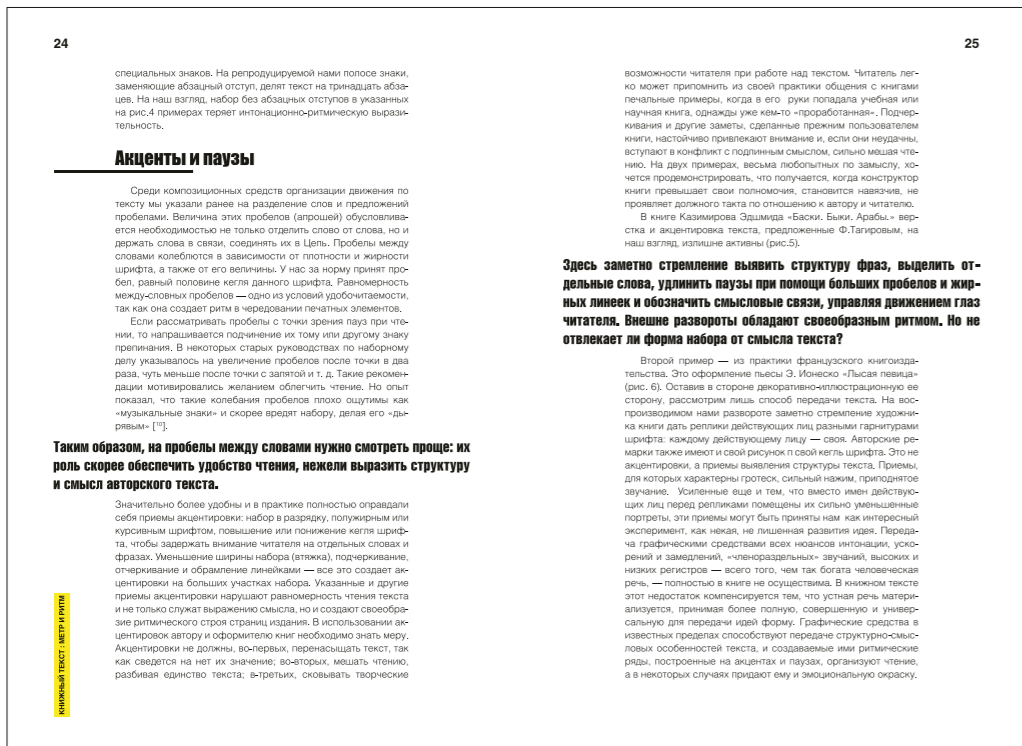 24
специальных знаков. На репродуцируемой нами полосе знаки,
заменяющие абзацный отступ, делят текст на тринадцать абза-
цев. На наш взгляд, набор без абзацных отступов в указанных
на рис.4 примерах теряет интонационно-ритмическую вырази-
тельность.
Акценты и паузы
Среди композиционных средств организации движения по
тексту мы указали ранее на разделение слов и предложений
пробелами. Величина этих пробелов (апрошей) обусловлива-
ется необходимостью не только отделить слово от слова, но и
держать слова в связи, соединять их в Цепь. Пробелы между
словами колеблются в зависимости от плотности и жирности
шрифта, а также от его величины. У нас за норму принят про-
бел, равный половине кегля данного шрифта. Равномерность
между-словных пробелов — одно из условий удобочитаемости,
так как она создает ритм в чередовании печатных элементов.
Если рассматривать пробелы с точки зрения пауз при чте-
нии, то напрашивается подчинение их тому или другому знаку
препинания. В некоторых старых руководствах по наборному
делу указывалось на увеличение пробелов после точки в два
раза, чуть меньше после точки с запятой и т. д. Такие рекомен-
дации мотивировались желанием облегчить чтение. Но опыт
показал, что такие колебания пробелов плохо ощутимы как
«музыкальные знаки» и скорее вредят набору, делая его «ды-
рявым» [10].
Таким образом, на пробелы между словами нужно смотреть проще: их
роль скорее обеспечить удобство чтения, нежели выразить структуру
и смысл авторского текста.
Значительно более удобны и в практике полностью оправдали
себя приемы акцентировки: набор в разрядку, полужирным или
курсивным шрифтом, повышение или понижение кегля шриф-
та, чтобы задержать внимание читателя на отдельных словах и
фразах. Уменьшение ширины набора (втяжка), подчеркивание,
отчеркивание и обрамление линейками — все это создает ак-
центировки на больших участках набора. Указанные и другие
приемы акцентировки нарушают равномерность чтения текста
и не только служат выражению смысла, но и создают своеобра-
зие ритмического строя страниц издания. В использовании ак-
центировок автору и оформителю книг необходимо знать меру.
Акцентировки не должны, во-первых, перенасыщать текст, так
как сведется на нет их значение; во-вторых, мешать чтению,
разбивая единство текста; в-третьих, сковывать творческие
КНИЖНЫЙ ТЕКСТ : МЕТР И РИТМ
25
возможности читателя при работе над текстом. Читатель лег-
ко может припомнить из своей практики общения с книгами
печальные примеры, когда в его руки попадала учебная или
научная книга, однажды уже кем-то «проработанная». Подчер-
кивания и другие заметы, сделанные прежним пользователем
книги, настойчиво привлекают внимание и, если они неудачны,
вступают в конфликт с подлинным смыслом, сильно мешая чте-
нию. На двух примерах, весьма любопытных по замыслу, хо-
чется продемонстрировать, что получается, когда конструктор
книги превышает свои полномочия, становится навязчив, не
проявляет должного такта по отношению к автору и читателю.
В книге Казимирова Эдшмида «Баски. Быки. Арабы.» вер-
стка и акцентировка текста, предложенные Ф.Тагировым, на
наш взгляд, излишне активны (рис.5).
Здесь заметно стремление выявить структуру фраз, выделить от-
дельные слова, удлинить паузы при помощи больших пробелов и жир-
ных линеек и обозначить смысловые связи, управляя движением глаз
читателя. Внешне развороты обладают своеобразным ритмом. Но не
отвлекает ли форма набора от смысла текста?
Второй пример — из практики французского книгоизда-
тельства. Это оформление пьесы Э. Ионеско «Лысая певица»
(рис. 6). Оставив в стороне декоративно-иллюстрационную ее
сторону, рассмотрим лишь способ передачи текста. На вос-
производимом нами развороте заметно стремление художни-
ка книги дать реплики действующих лиц разными гарнитурами
шрифта: каждому действующему лицу — своя. Авторские ре-
марки также имеют и свой рисунок п свой кегль шрифта. Это не
акцентировки, а приемы выявления структуры текста. Приемы,
для которых характерны гротеск, сильный нажим, приподнятое
звучание. Усиленные еще и тем, что вместо имен действую-
щих лиц перед репликами помещены их сильно уменьшенные
портреты, эти приемы могут быть приняты нам как интересный
эксперимент, как некая, не лишенная развития идея. Переда-
ча графическими средствами всех нюансов интонации, уско-
рений и замедлений, «членораздельных» звучаний, высоких и
низких регистров — всего того, чем так богата человеческая
речь, — полностью в книге не осуществима. В книжном тексте
этот недостаток компенсируется тем, что устная речь матери-
ализуется, принимая более полную, совершенную и универ-
сальную для передачи идей форму. Графические средства в
известных пределах способствуют передаче структурно-смыс-
ловых особенностей текста, и создаваемые ими ритмические
ряды, построенные на акцентах и паузах, организуют чтение,
а в некоторых случаях придают ему и эмоциональную окраску.